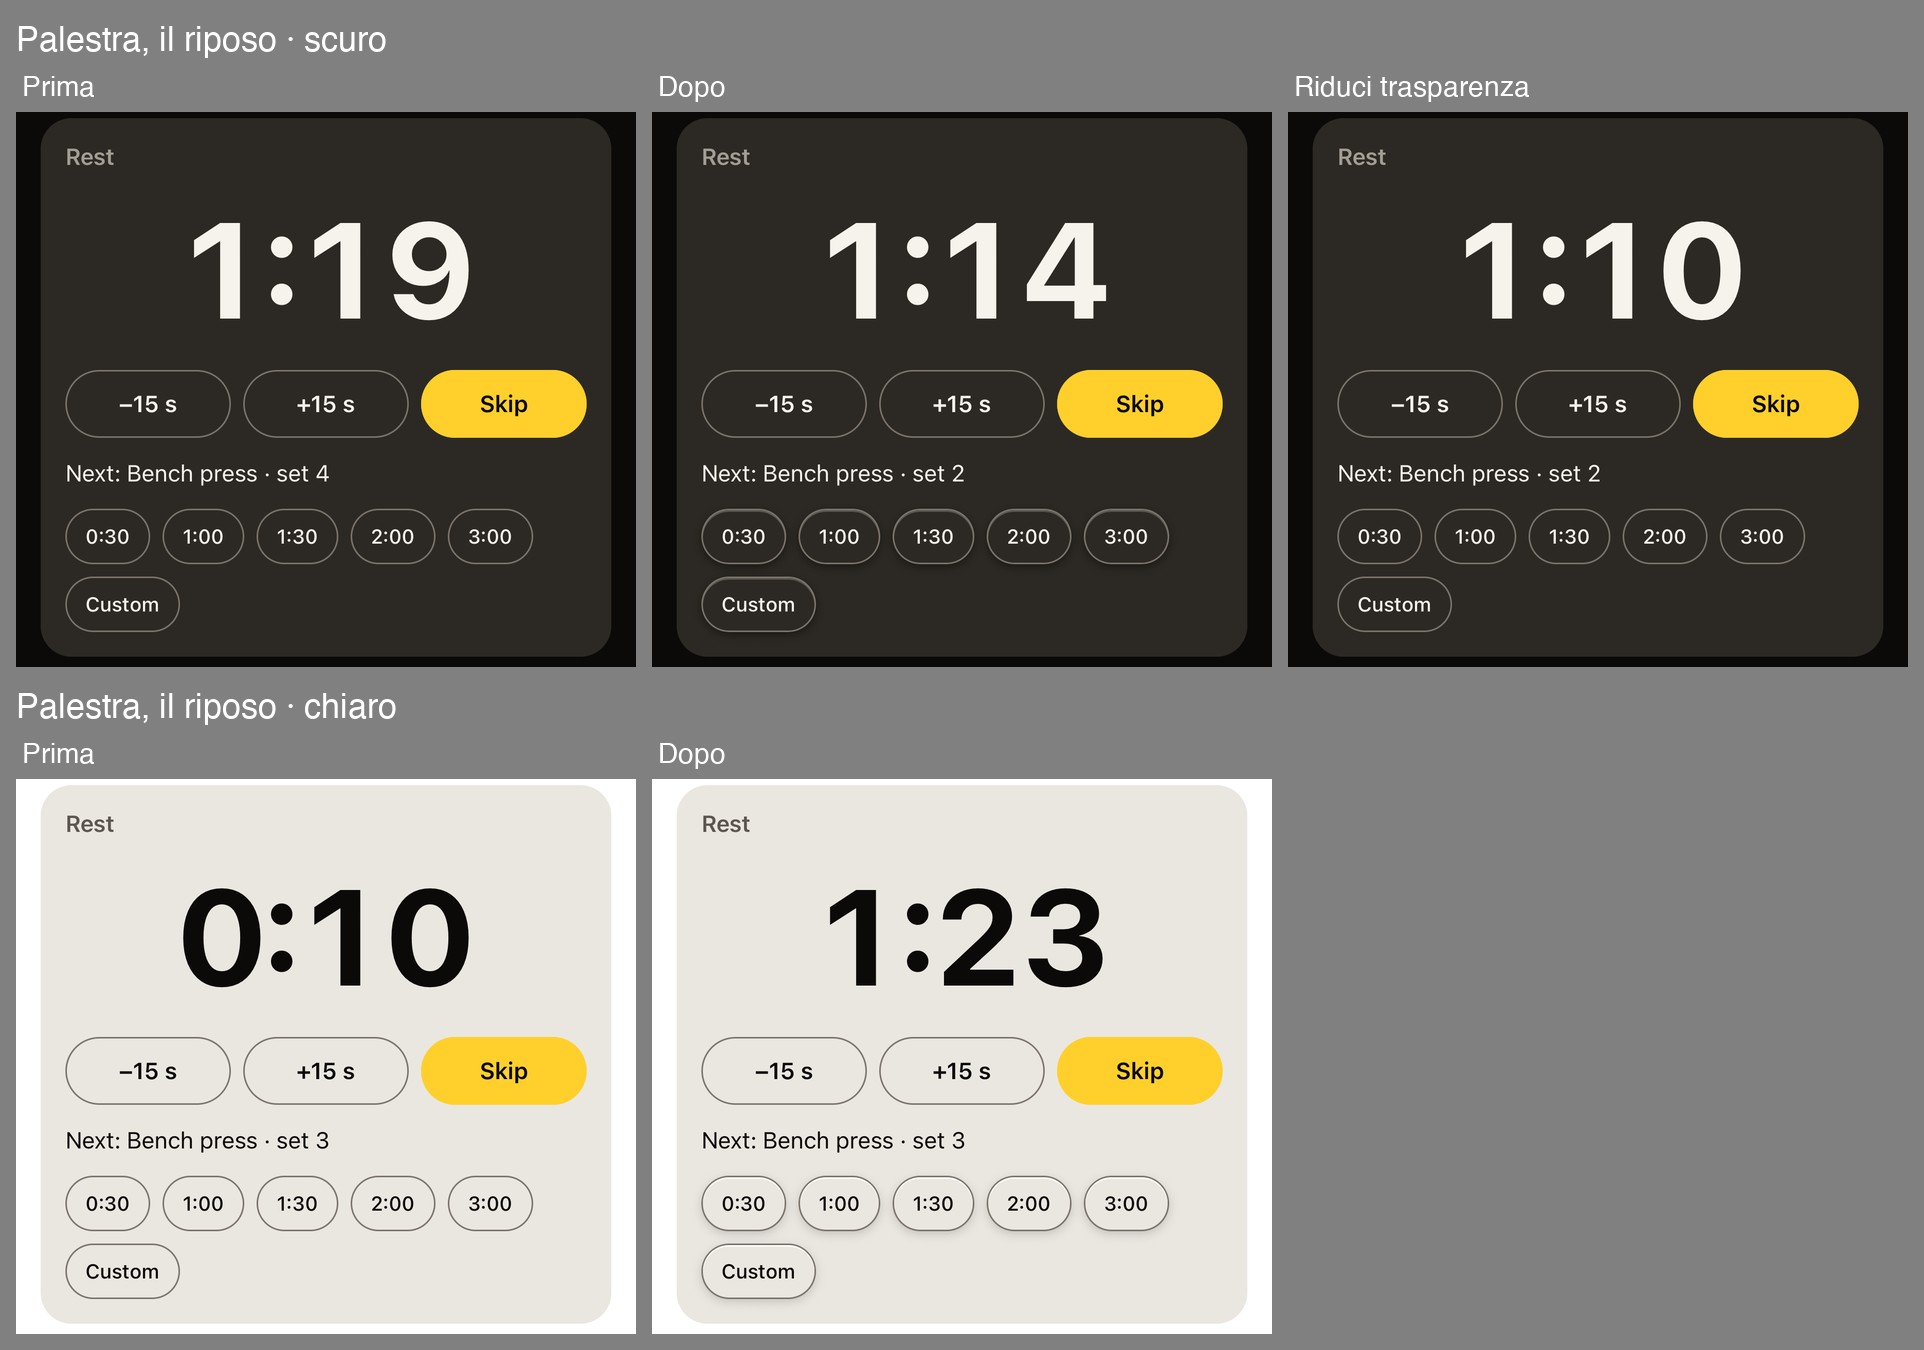 Palestra, il riposo · scuro
Prima
Rest
1:19
−15 s
+15 s
Skip
Next: Bench press · set 4
0:30 1:00 1:30 2:00 3:00
Custom
Dopo
Rest
1:14
−15 s
+15 s
Skip
Next: Bench press · set 2
0:30 1:00 1:30 2:00 3:00
Custom
Riduci trasparenza
Rest
1:10
−15 s
+15 s
Skip
Next: Bench press · set 2
0:30 1:00 1:30 2:00 3:00
Custom
Palestra, il riposo · chiaro
Prima
Rest
0:10
−15 s
+15 s
Skip
Next: Bench press · set 3
0:30 1:00 1:30 2:00 3:00
Custom
Dopo
Rest
1:23
−15 s
+15 s
Skip
Next: Bench press · set 3
0:30 1:00 1:30 2:00 3:00
Custom